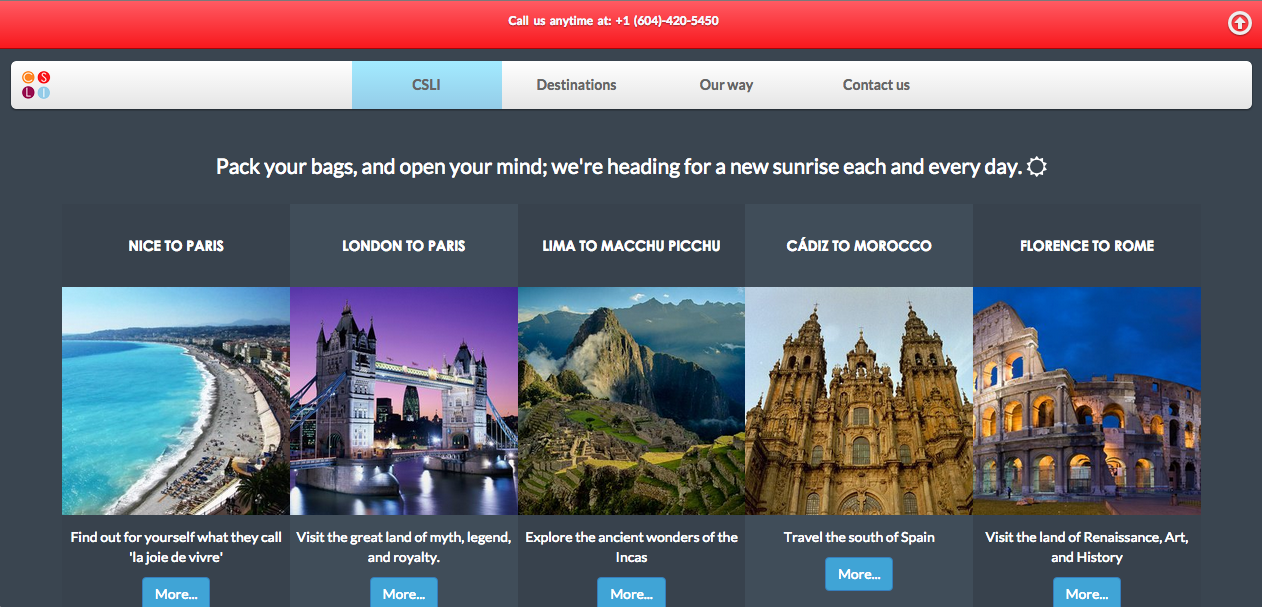 Call us anytime at: +1 (604)-420-5450
C S
L I
CSLI Destinations Our way Contact us
Pack your bags, and open your mind; we're heading for a new sunrise each and every day.
NICE TO PARIS
LONDON TO PARIS
LIMA TO MACCHU PICCHU
CÁDIZ TO MOROCCO
FLORENCE TO ROME
Find out for yourself what they call
'la joie de vivre'
More...
Visit the great land of myth, legend,
and royalty.
More...
Explore the ancient wonders of the
Incas
More...
Travel the south of Spain
More...
Visit the land of Renaissance, Art,
and History
More...